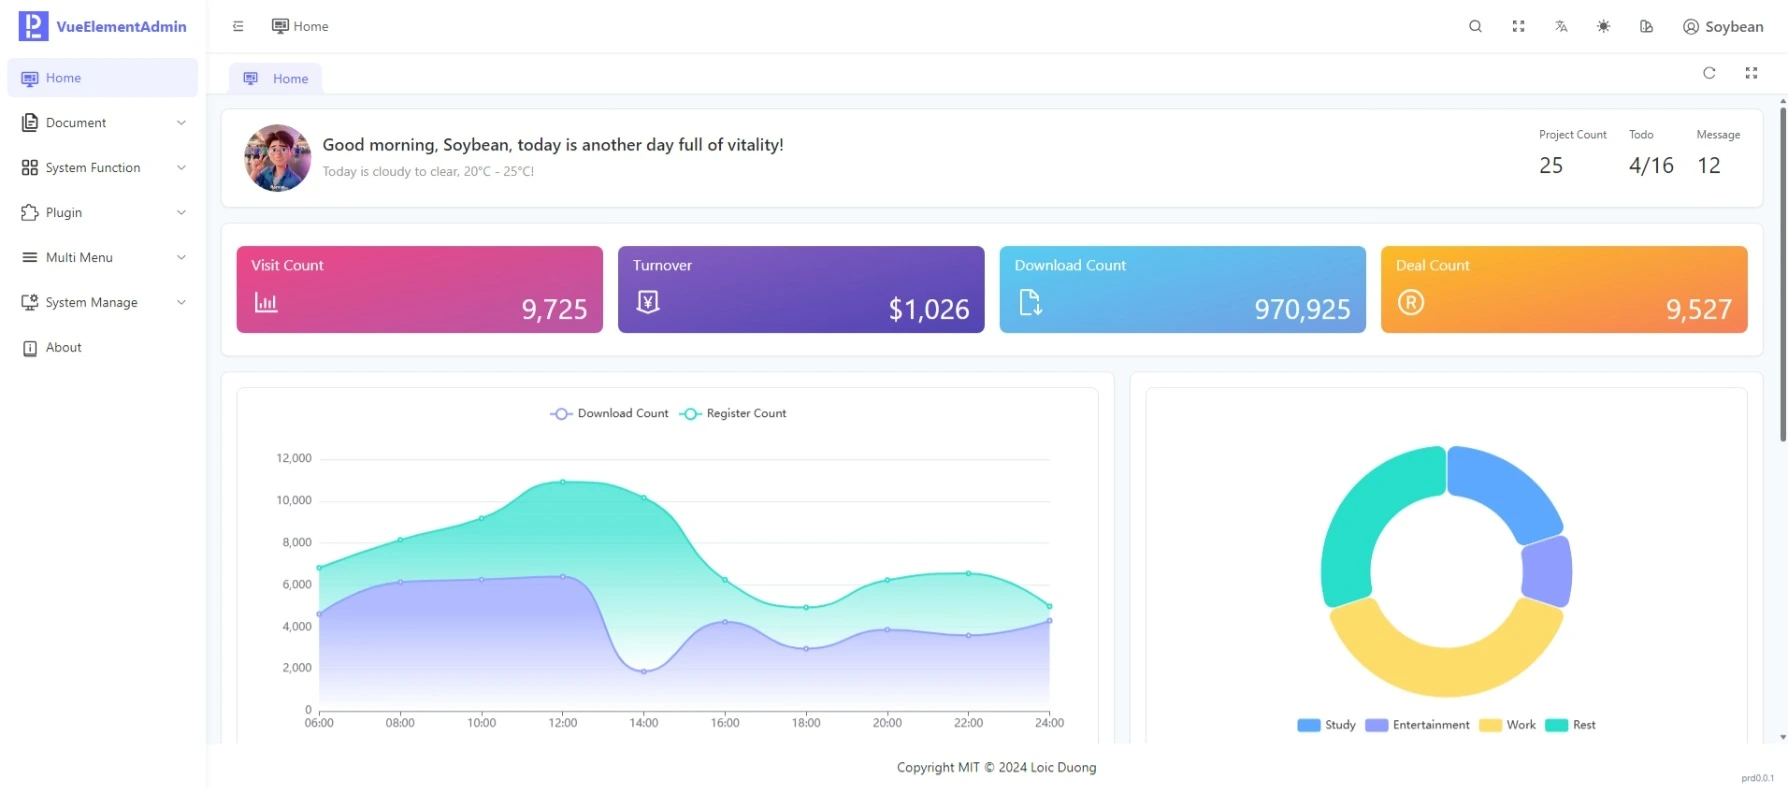 VueElementAdmin
Home
Soybean
Home
Document
System Function
Plugin
Multi Menu
System Manage
About
Home
Good morning, Soybean, today is another day full of vitality!
Today is cloudy to clear, 20°C - 25°C!
Project Count
Todo
Message
25
4/16
12
Visit Count
9,725
Turnover
$1,026
Download Count
970,925
Deal Count
9,527
Download Count
Register Count
12,000
10,000
8,000
6,000
4,000
2,000
0
06:00 08:00 10:00 12:00 14:00 16:00 18:00 20:00 22:00 24:00
Study Entertainment Work Rest
Copyright MIT © 2024 Loic Duong
prd0.0.1